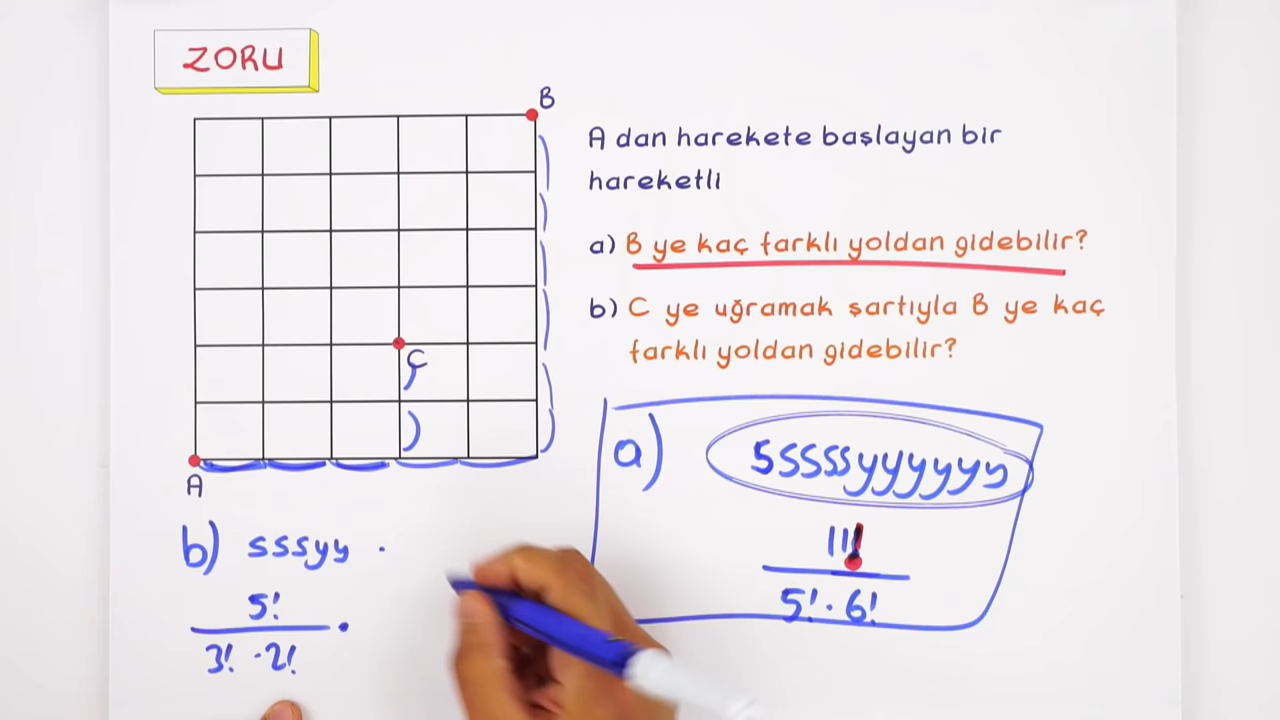 ZORU
B
A dan harekete başlayan bir
hareketli
a) B ye kaç farklı yoldan gidebilir?
b) C ye uğramak şartıyla B ye kaç
farklı yoldan gidebilir?
Ç
A
a) sssssyyyyyy
11!
5! · 6!
b) sssyy ·
5!
3! · 2!
·